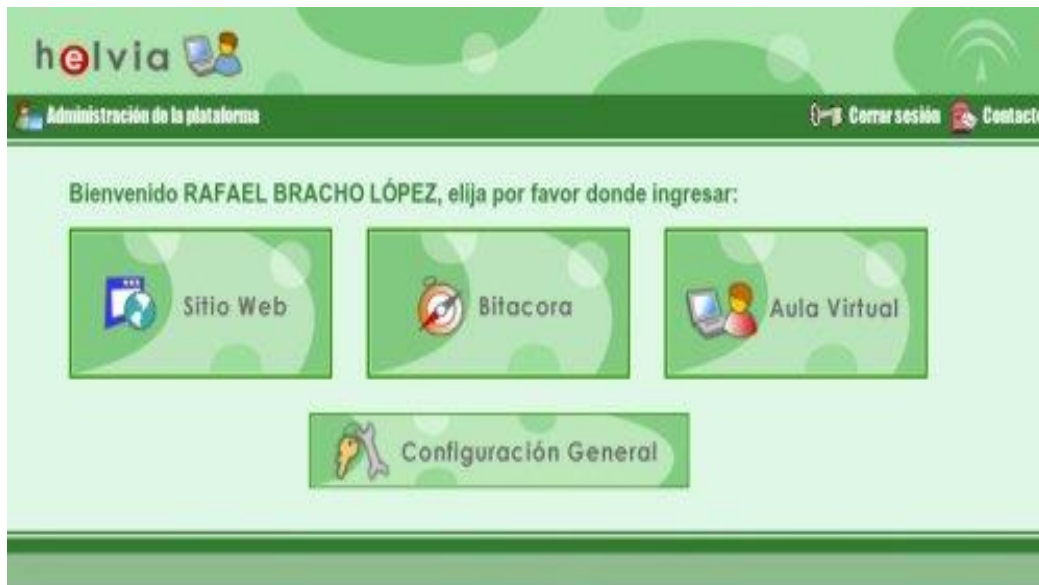 helvia
Administración de la plataforma
Cerrar sesión
Contacto
Bienvenido RAFAEL BRACHO LÓPEZ, elija por favor donde ingresar:
Sitio Web
Bitacora
Aula Virtual
Configuración General